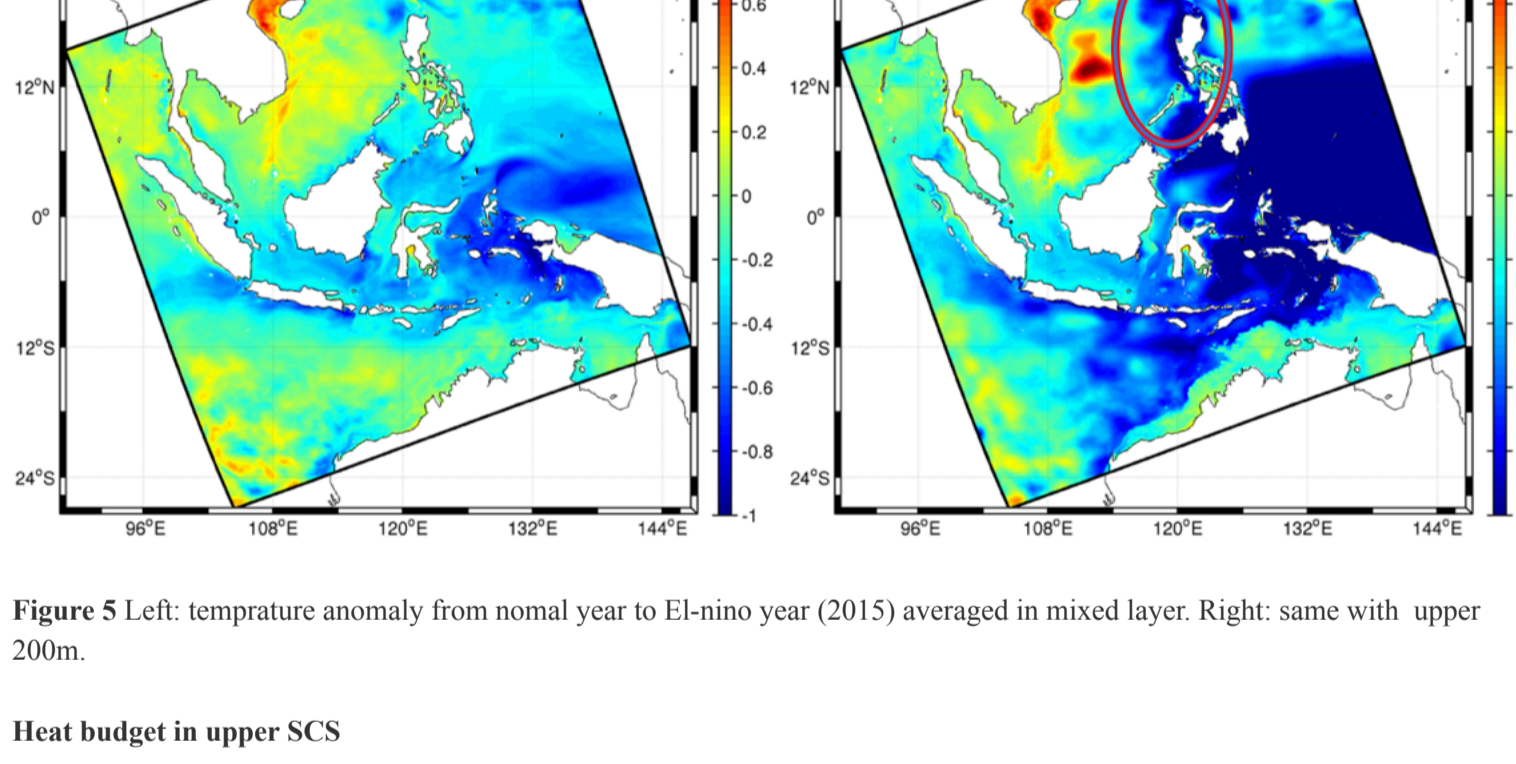 0.6
0.4
0.2
0
-0.2
-0.4
-0.6
-0.8
-1
12°N
0°
12°S
24°S
96°E 108°E 120°E 132°E 144°E
12°N
0°
12°S
24°S
96°E 108°E 120°E 132°E 144°E
Figure 5 Left: temprature anomaly from nomal year to El-nino year (2015) averaged in mixed layer. Right: same with upper
200m.
Heat budget in upper SCS